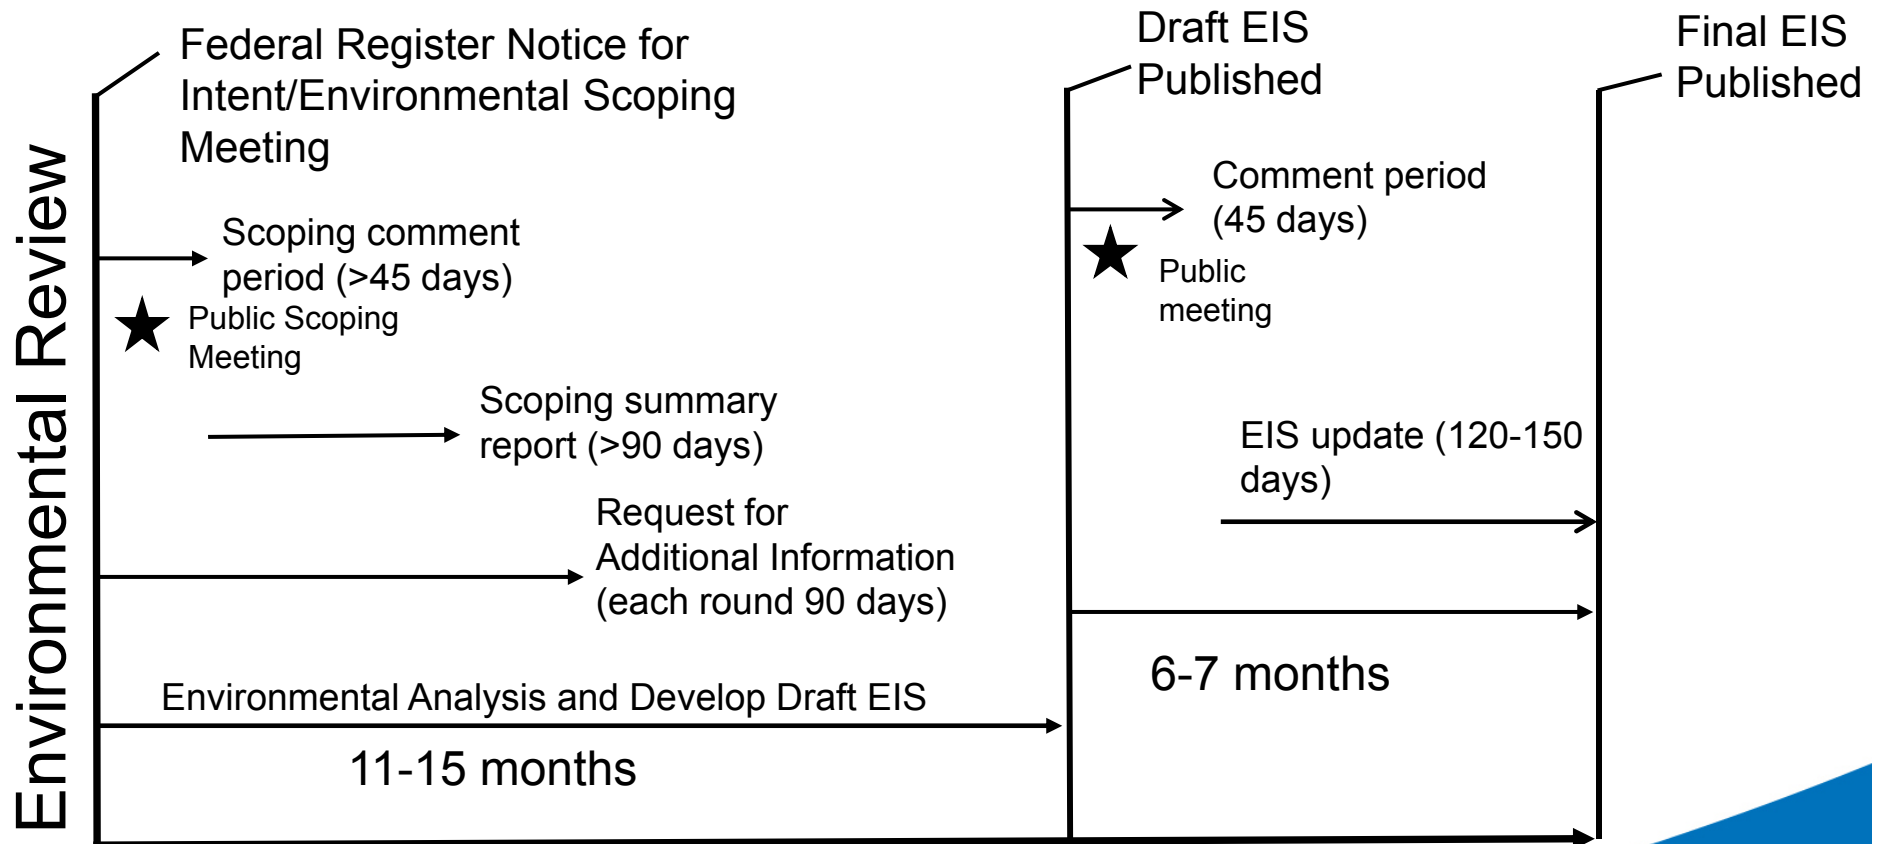 Environmental Review
Federal Register Notice for
Intent/Environmental Scoping
Meeting
Scoping comment
period (>45 days)
Public Scoping
Meeting
Scoping summary
report (>90 days)
Request for
Additional Information
(each round 90 days)
Environmental Analysis and Develop Draft EIS
11-15 months
Draft EIS
Published
Comment period
(45 days)
Public
meeting
EIS update (120-150
days)
6-7 months
Final EIS
Published